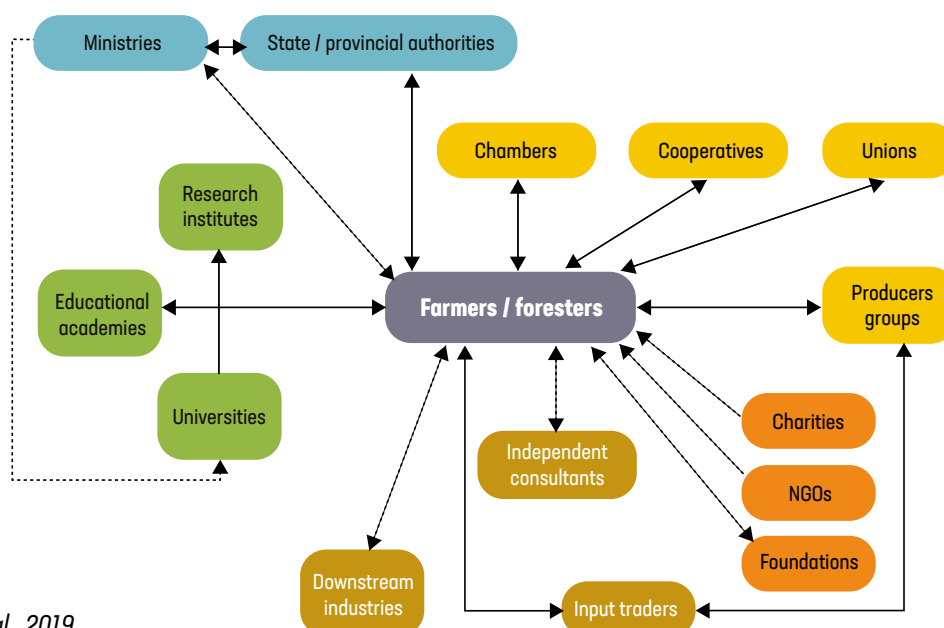 Ministries
State / provincial authorities
Chambers
Cooperatives
Unions
Research
institutes
Educational
academies
Farmers / foresters
Producers
groups
Universities
Charities
Independent
consultants
NGOs
Foundations
Downstream
industries
Input traders
2019